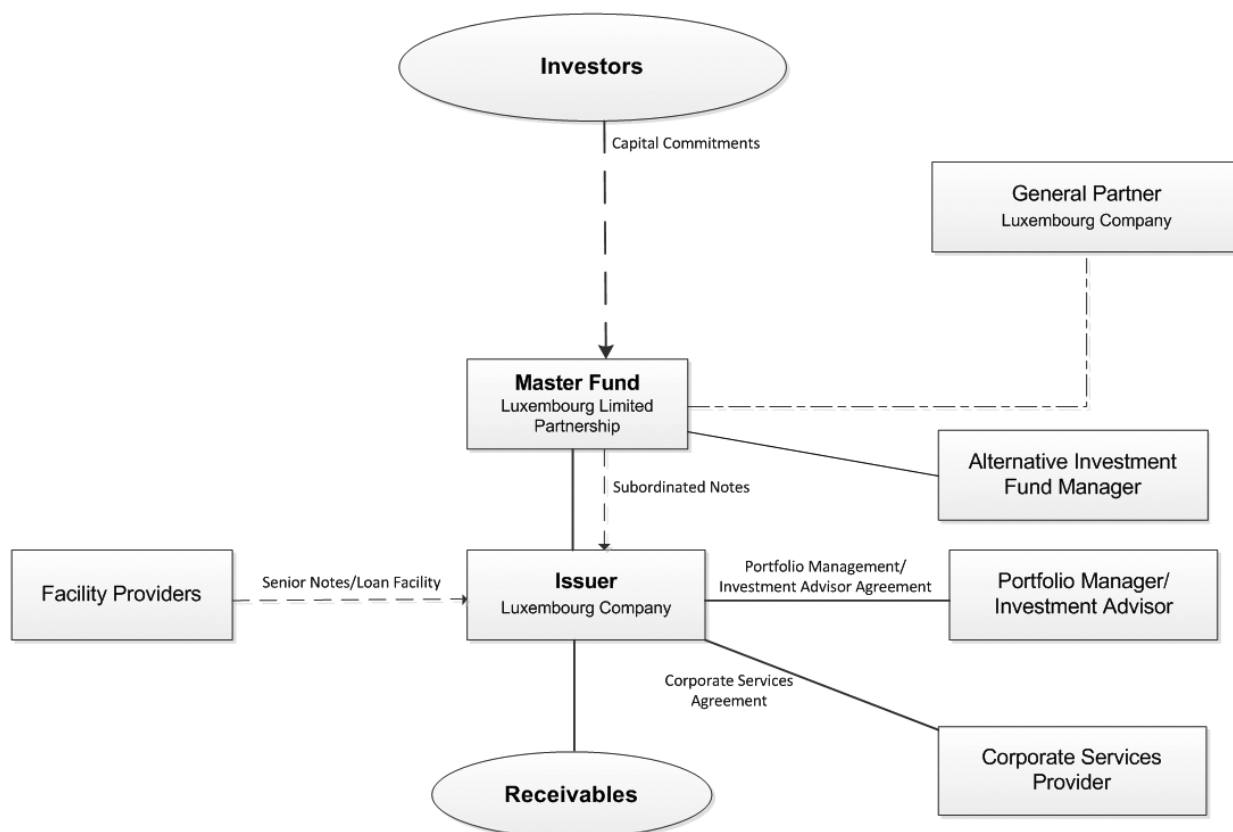 Investors
Capital Commitments
General Partner
Luxembourg Company
Master Fund
Luxembourg Limited
Partnership
Alternative Investment
Fund Manager
Subordinated Notes
Facility Providers
Senior Notes/Loan Facility
Issuer
Luxembourg Company
Portfolio Management/
Investment Advisor Agreement
Portfolio Manager/
Investment Advisor
Corporate Services
Agreement
Corporate Services
Provider
Receivables